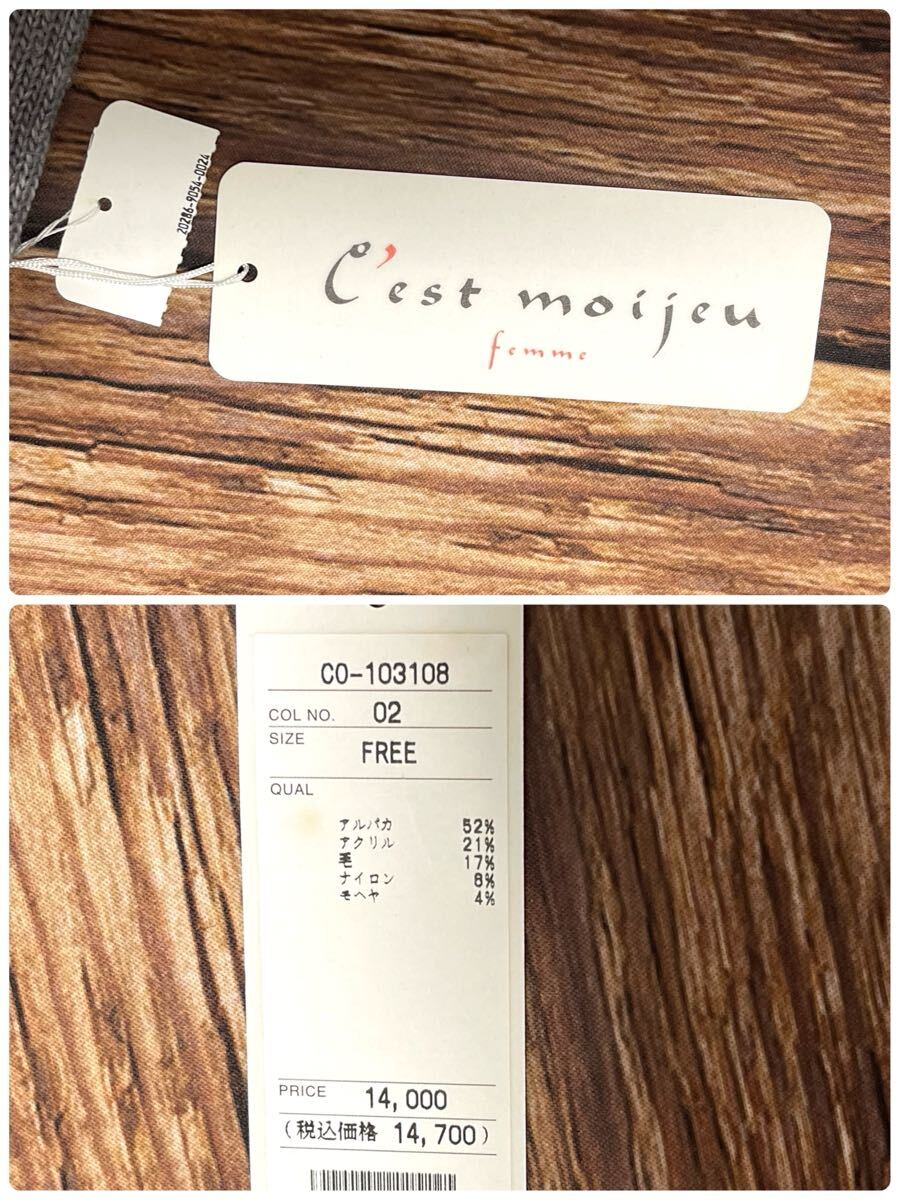 20286-9054-0024
C'est moijeu
femme
CO-103108
COL NO. 02
SIZE FREE
QUAL
アルパカ 52%
アクリル 21%
毛 17%
ナイロン 8%
モヘヤ 4%
PRICE 14,000
(税込価格 14,700)